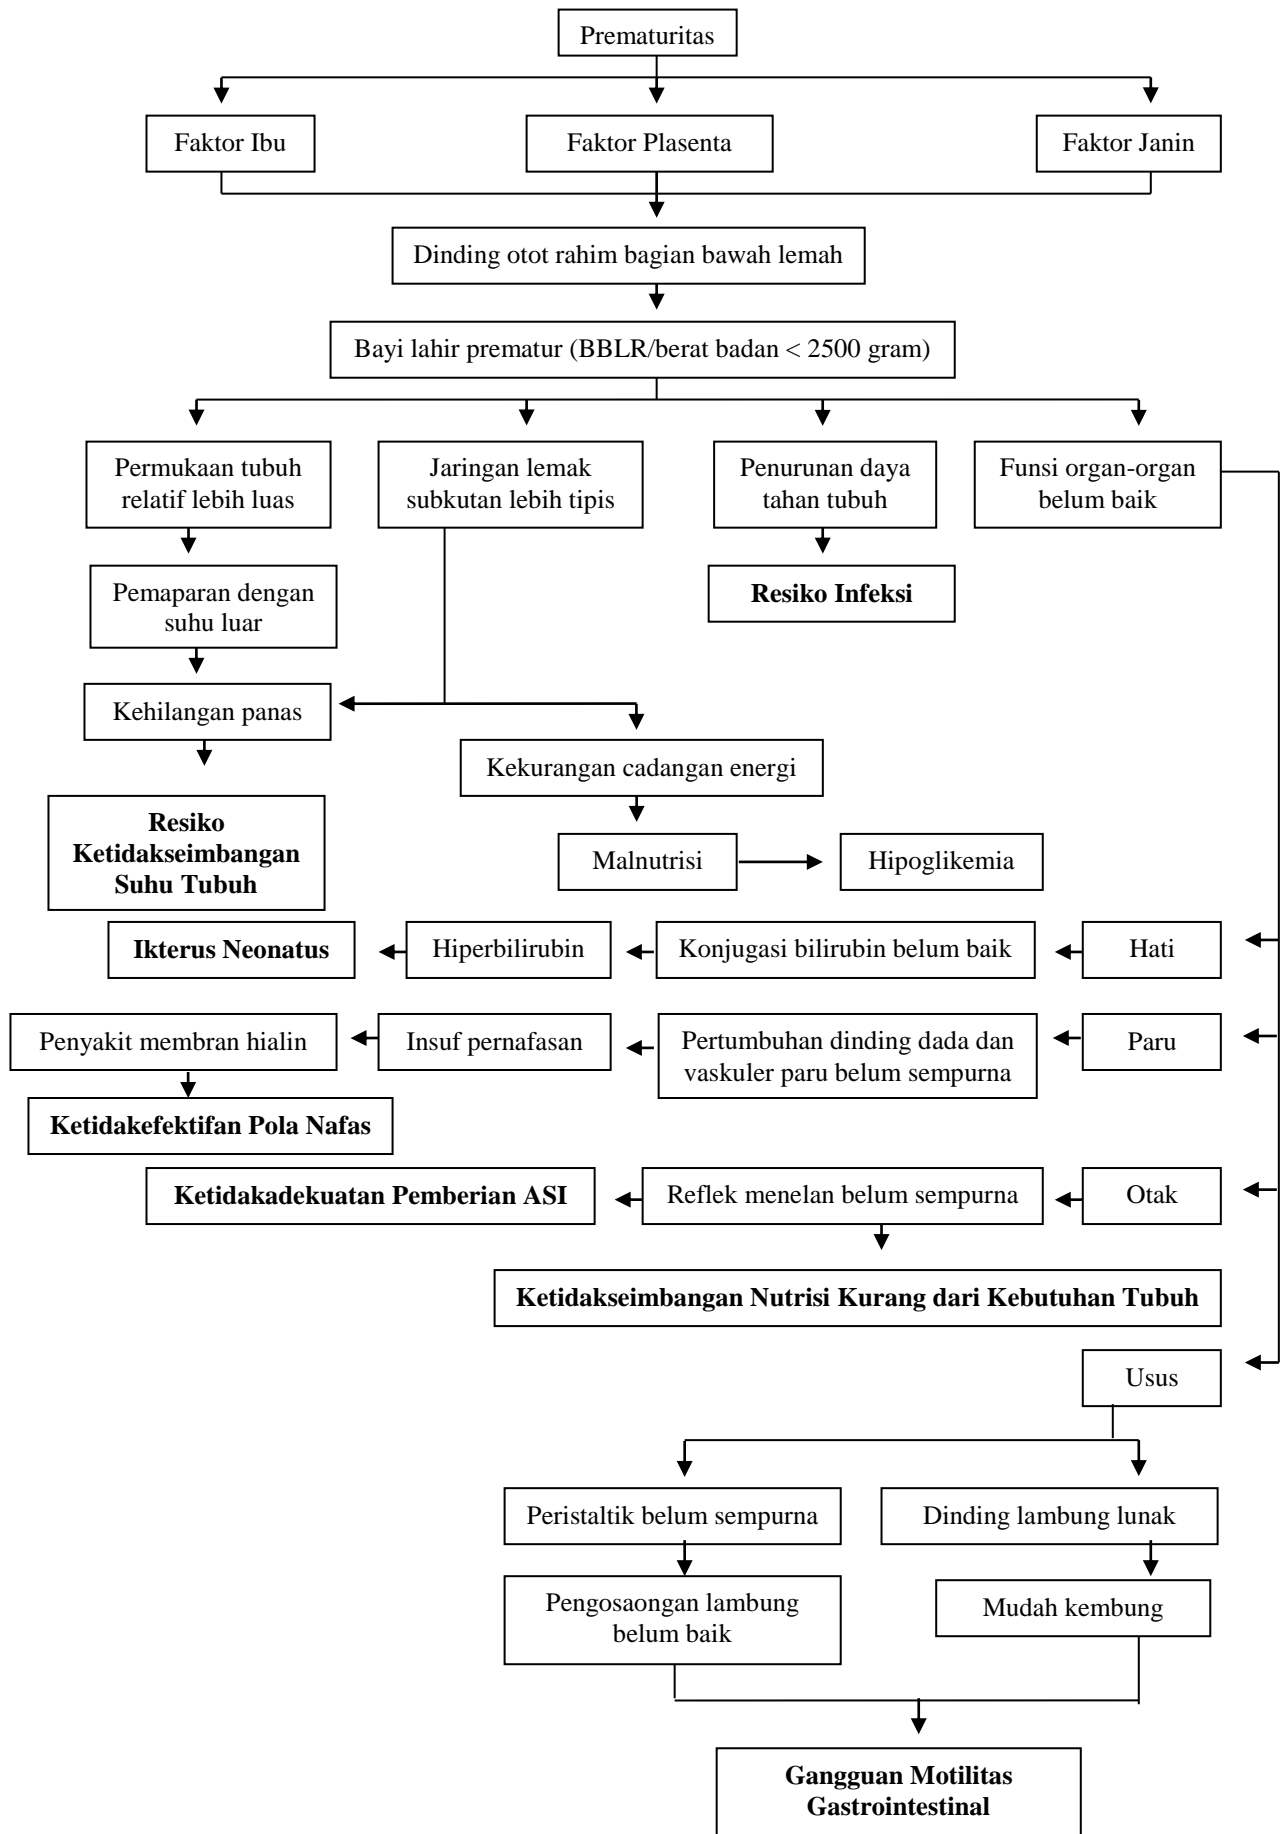 Prematuritas
Faktor Ibu
Faktor Plasenta
Faktor Janin
Dinding otot rahim bagian bawah lemah
Bayi lahir prematur (BBLR/berat badan < 2500 gram)
Permukaan tubuh
relatif lebih luas
Jaringan lemak
subkutan lebih tipis
Penurunan daya
tahan tubuh
Funsi organ-organ
belum baik
Pemaparan dengan
suhu luar
Resiko Infeksi
Kehilangan panas
Kekurangan cadangan energi
Resiko
Ketidakseimbangan
Suhu Tubuh
Malnutrisi
Hipoglikemia
Ikterus Neonatus
Hiperbilirubin
Konjugasi bilirubin belum baik
Hati
Penyakit membran hialin
Insuf pernafasan
Pertumbuhan dinding dada dan
vaskuler paru belum sempurna
Paru
Ketidakefektifan Pola Nafas
Ketidakadekuatan Pemberian ASI
Reflek menelan belum sempurna
Otak
Ketidakseimbangan Nutrisi Kurang dari Kebutuhan Tubuh
Usus
Peristaltik belum sempurna
Dinding lambung lunak
Pengosaongan lambung
belum baik
Mudah kembung
Gangguan Motilitas
Gastrointestinal